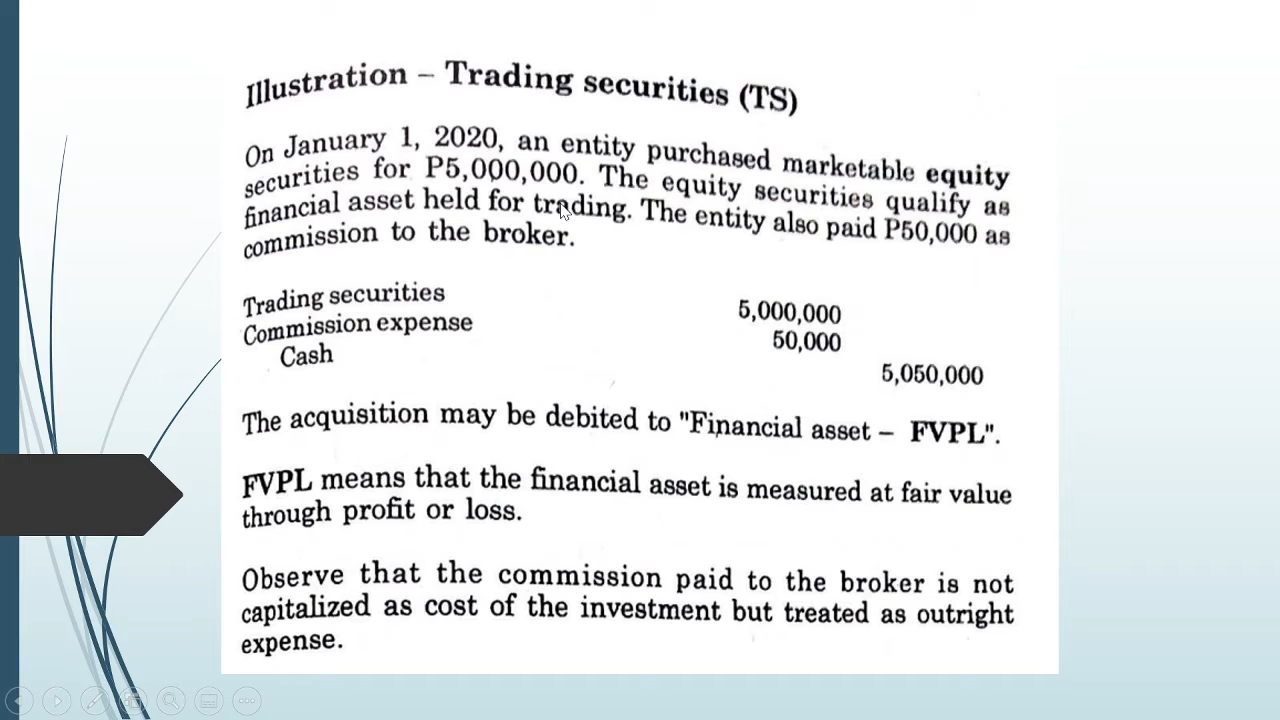 Illustration – Trading securities (TS)
On January 1, 2020, an entity purchased marketable equity
securities for P5,000,000. The equity securities qualify as
financial asset held for trading. The entity also paid P50,000 as
commission to the broker.
Trading securities 5,000,000
Commission expense 50,000
Cash 5,050,000
The acquisition may be debited to "Financial asset – FVPL".
FVPL means that the financial asset is measured at fair value
through profit or loss.
Observe that the commission paid to the broker is not
capitalized as cost of the investment but treated as outright
expense.